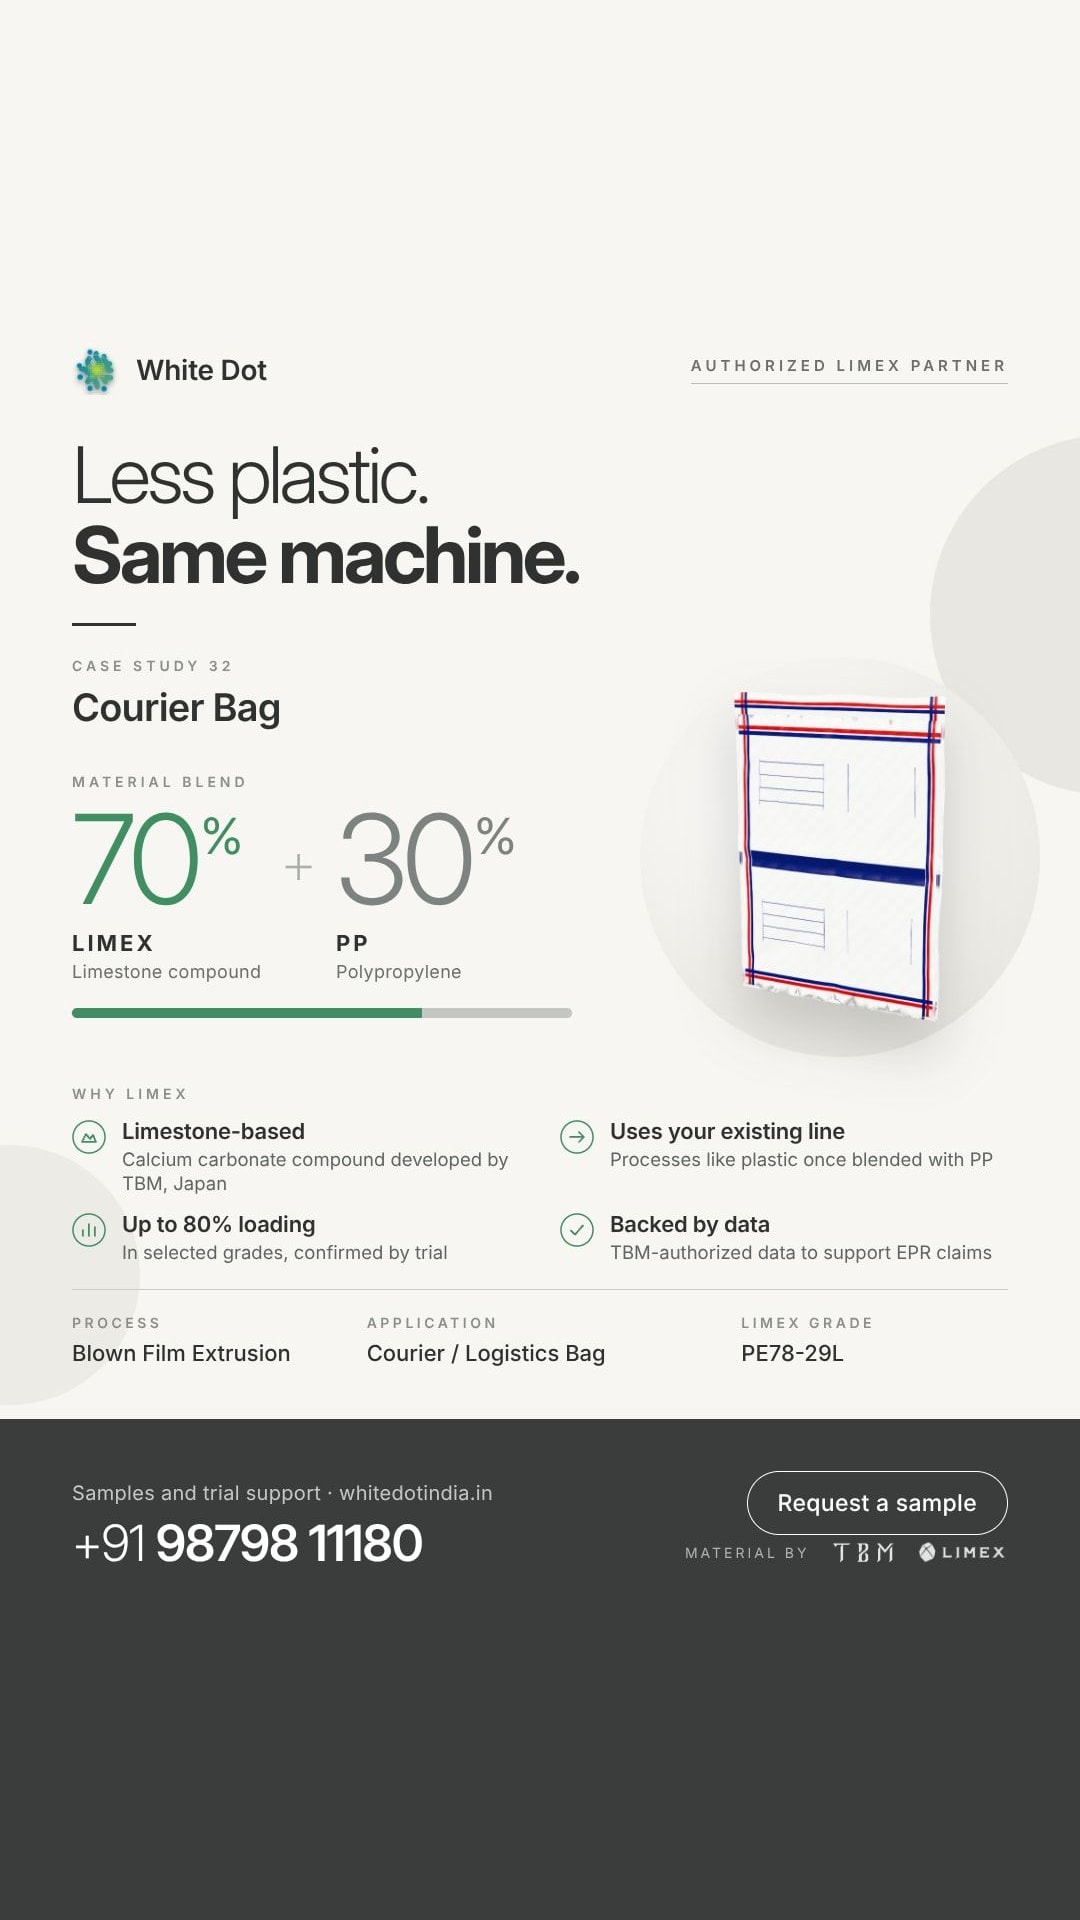 White Dot
AUTHORIZED LIMEX PARTNER
Less plastic.
Same machine.
CASE STUDY 32
Courier Bag
MATERIAL BLEND
70% + 30%
LIMEX
Limestone compound
PP
Polypropylene
WHY LIMEX
Limestone-based
Calcium carbonate compound developed by
TBM, Japan
Uses your existing line
Processes like plastic once blended with PP
Up to 80% loading
In selected grades, confirmed by trial
Backed by data
TBM-authorized data to support EPR claims
PROCESS
Blown Film Extrusion
APPLICATION
Courier / Logistics Bag
LIMEX GRADE
PE78-29L
Samples and trial support · whitedotindia.in
+91 98798 11180
Request a sample
MATERIAL BY TBM LIMEX